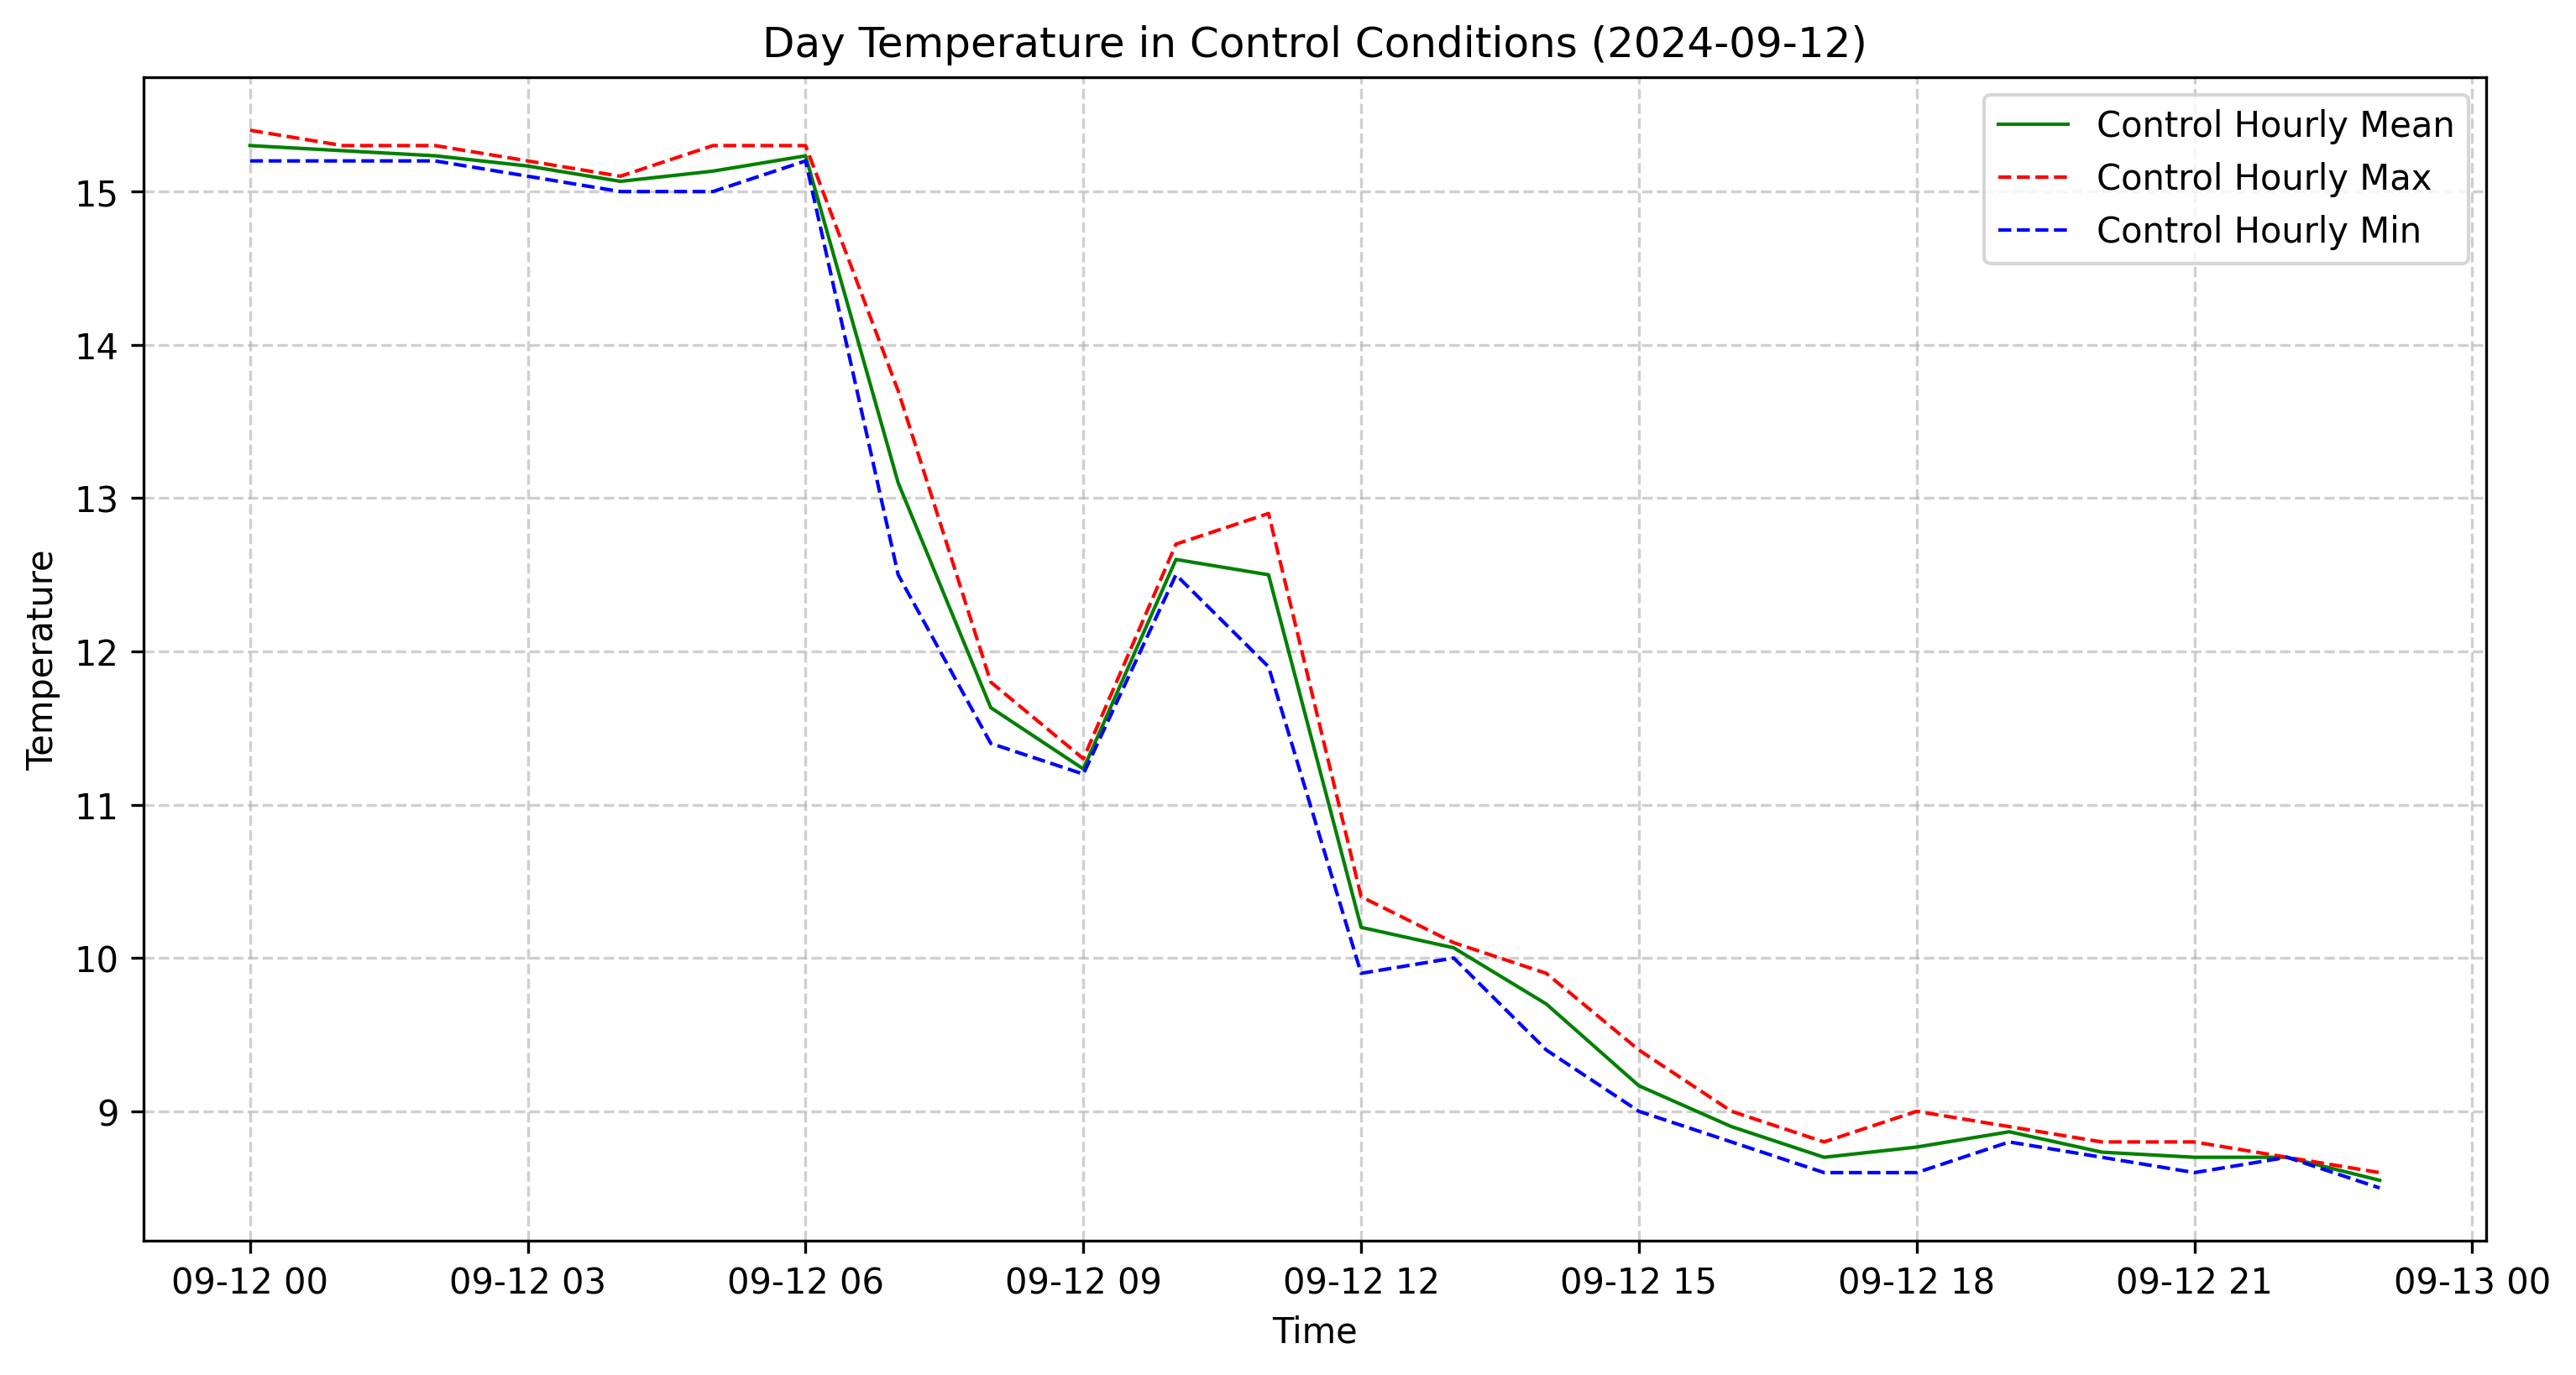 Day Temperature in Control Conditions (2024-09-12)
Control Hourly Mean
Control Hourly Max
Control Hourly Min
15
14
13
12
11
10
9
Temperature
09-12 00
09-12 03
09-12 06
09-12 09
09-12 12
09-12 15
09-12 18
09-12 21
09-13 00
Time